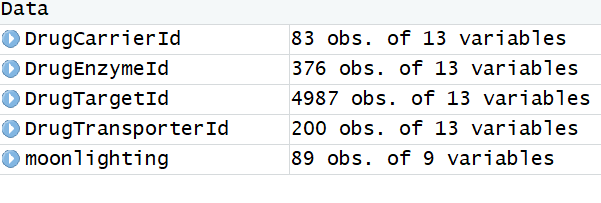 Data
DrugCarrierId 83 obs. of 13 variables
DrugEnzymeId 376 obs. of 13 variables
DrugTargetId 4987 obs. of 13 variables
DrugTransporterId 200 obs. of 13 variables
moonlighting 89 obs. of 9 variables